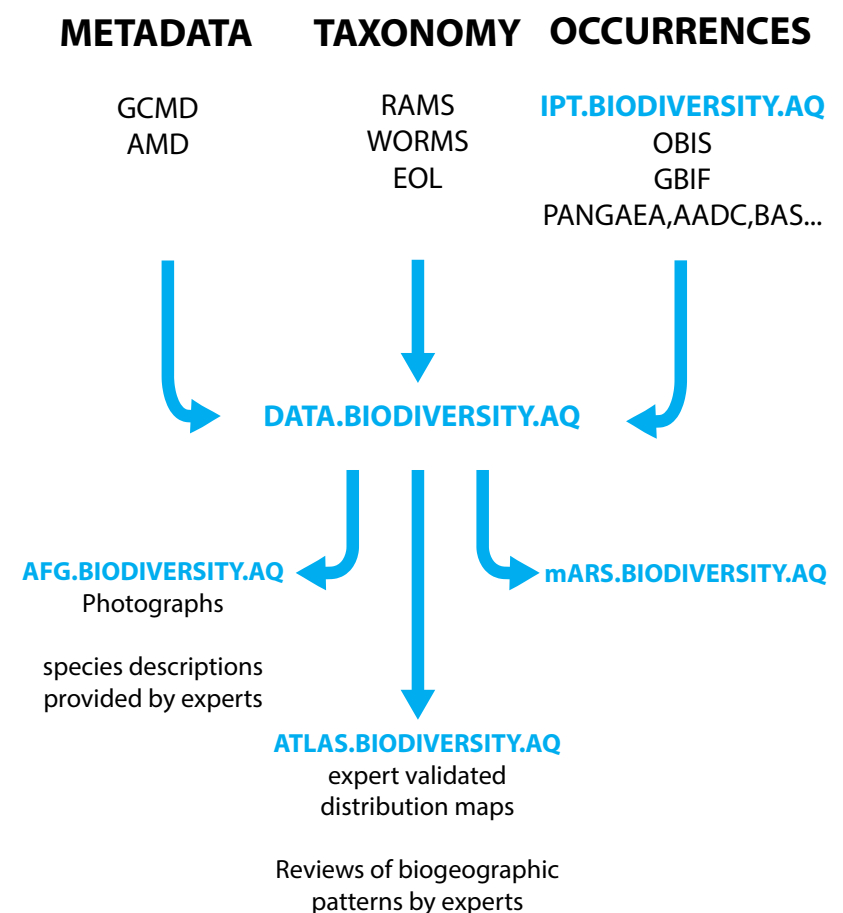 METADATA
GCMD
AMD
TAXONOMY
RAMS
WORMS
EOL
OCCURRENCES
IPT.BIODIVERSITY.AQ
OBIS
GBIF
PANGAEA,AADC,BAS...
DATA.BIODIVERSITY.AQ
AFG.BIODIVERSITY.AQ
Photographs
species descriptions
provided by experts
mARS.BIODIVERSITY.AQ
ATLAS.BIODIVERSITY.AQ
expert validated
distribution maps
Reviews of biogeographic
patterns by experts